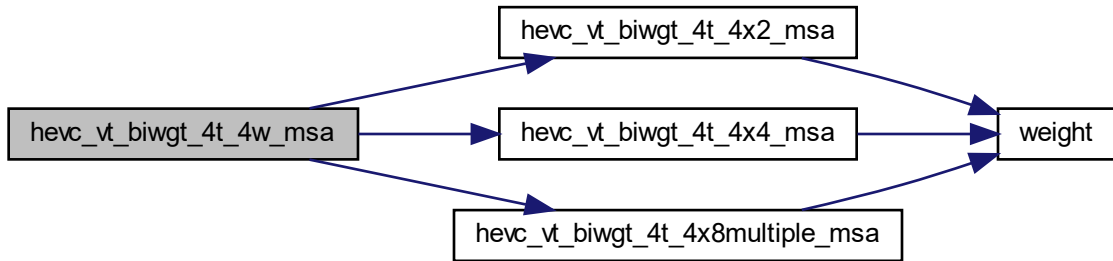 hevc_vt_biwgt_4t_4x2_msa
hevc_vt_biwgt_4t_4w_msa
hevc_vt_biwgt_4t_4x4_msa
weight
hevc_vt_biwgt_4t_4x8multiple_msa